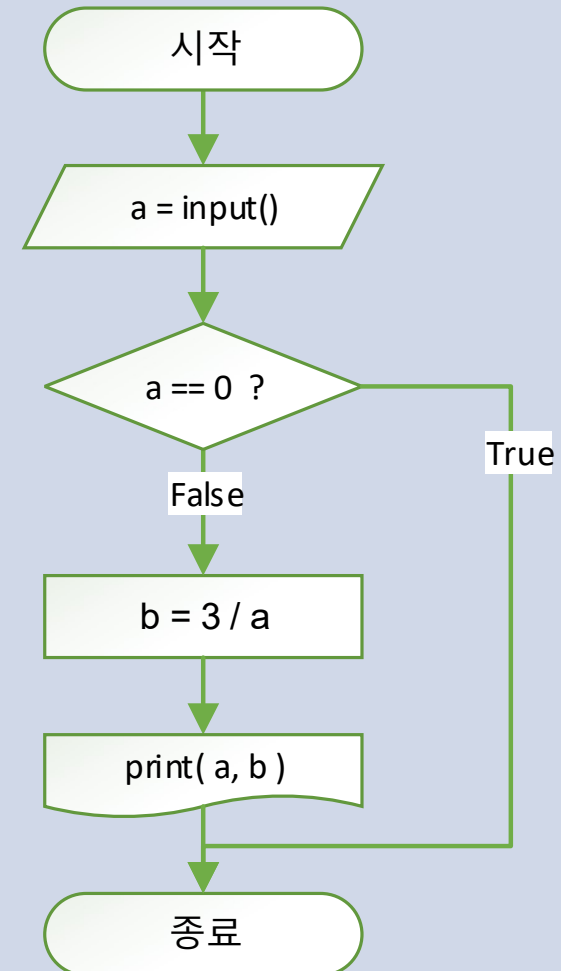 시작
a = input()
a == 0 ?
True
False
b = 3 / a
print( a, b )
종료